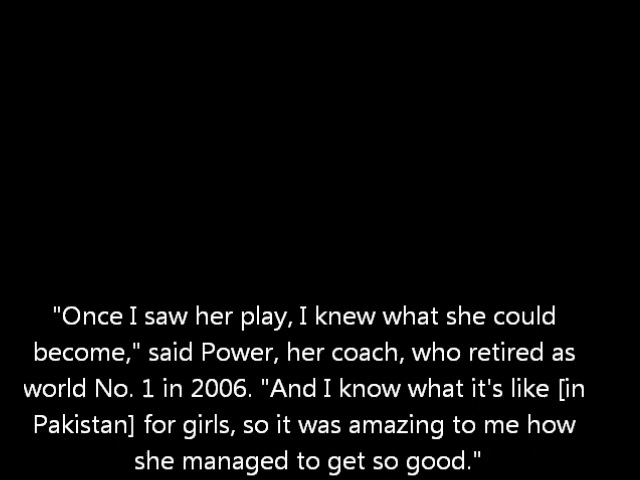 "Once I saw her play, I knew what she could
become," said Power, her coach, who retired as
world No. 1 in 2006. "And I know what it's like [in
Pakistan] for girls, so it was amazing to me how
she managed to get so good."